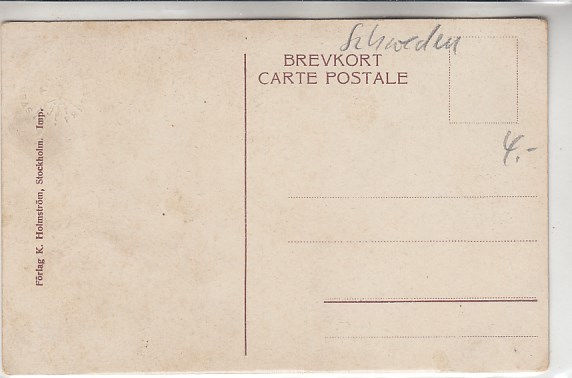 Schweden
BREVKORT
CARTE POSTALE
4.-
Förlag K. Holmström, Stockholm. Imp.